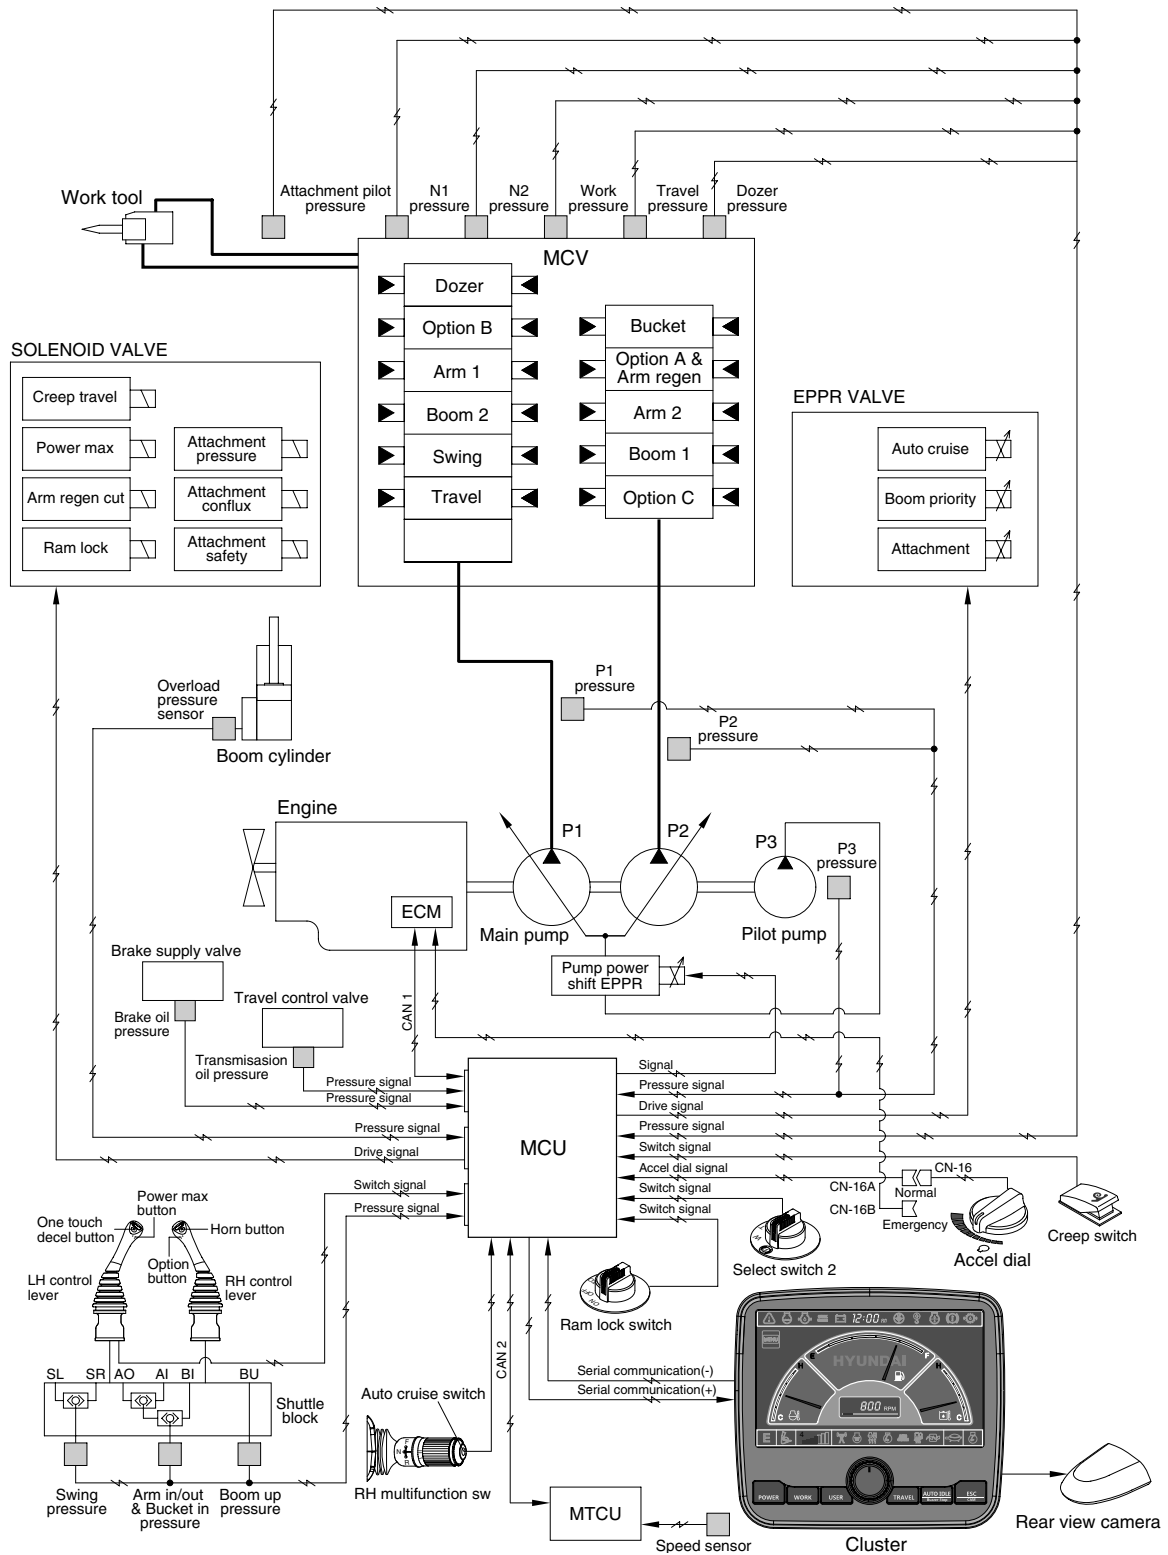 Attachment pilot
pressure
N1
pressure
N2
pressure
Work
pressure
Travel
pressure
Dozer
pressure
Work tool
MCV
Dozer
Option B
Arm 1
Boom 2
Swing
Travel
Bucket
Option A &
Arm regen
Arm 2
Boom 1
Option C
SOLENOID VALVE
Creep travel
Power max
Arm regen cut
Ram lock
Attachment
pressure
Attachment
conflux
Attachment
safety
EPPR VALVE
Auto cruise
Boom priority
Attachment
Overload
pressure
sensor
Boom cylinder
P1
pressure
P2
pressure
Engine
P1
P2
P3
P3
pressure
ECM
Main pump
Pilot pump
Pump power
shift EPPR
Brake supply valve
Brake oil
pressure
Travel control valve
Transmisasion
oil pressure
CAN 1
Pressure signal
Pressure signal
Pressure signal
Drive signal
Switch signal
Pressure signal
MCU
Signal
Pressure signal
Drive signal
Pressure signal
Switch signal
Accel dial signal
Switch signal
Switch signal
CN-16A
CN-16
Normal
CN-16B
Emergency
Accel dial
Creep switch
Select switch 2
OFF
ON
Ram lock switch
Power max
button
One touch
decel button
Horn button
Option
button
LH control
lever
RH control
lever
SL
SR
AO
AI
BI
BU
Shuttle
block
Swing
pressure
Arm in/out
& Bucket in
pressure
Boom up
pressure
Auto cruise switch
F
N
R
RH multifunction sw
CAN 2
Serial communication(-)
Serial communication(+)
MTCU
Speed sensor
12:00
MENU
E
F
H
H
HYUNDAI
C
C
800 RPM
E
POWER
WORK
USER
TRAVEL
AUTO IDLE
ESC
Cluster
Rear view camera